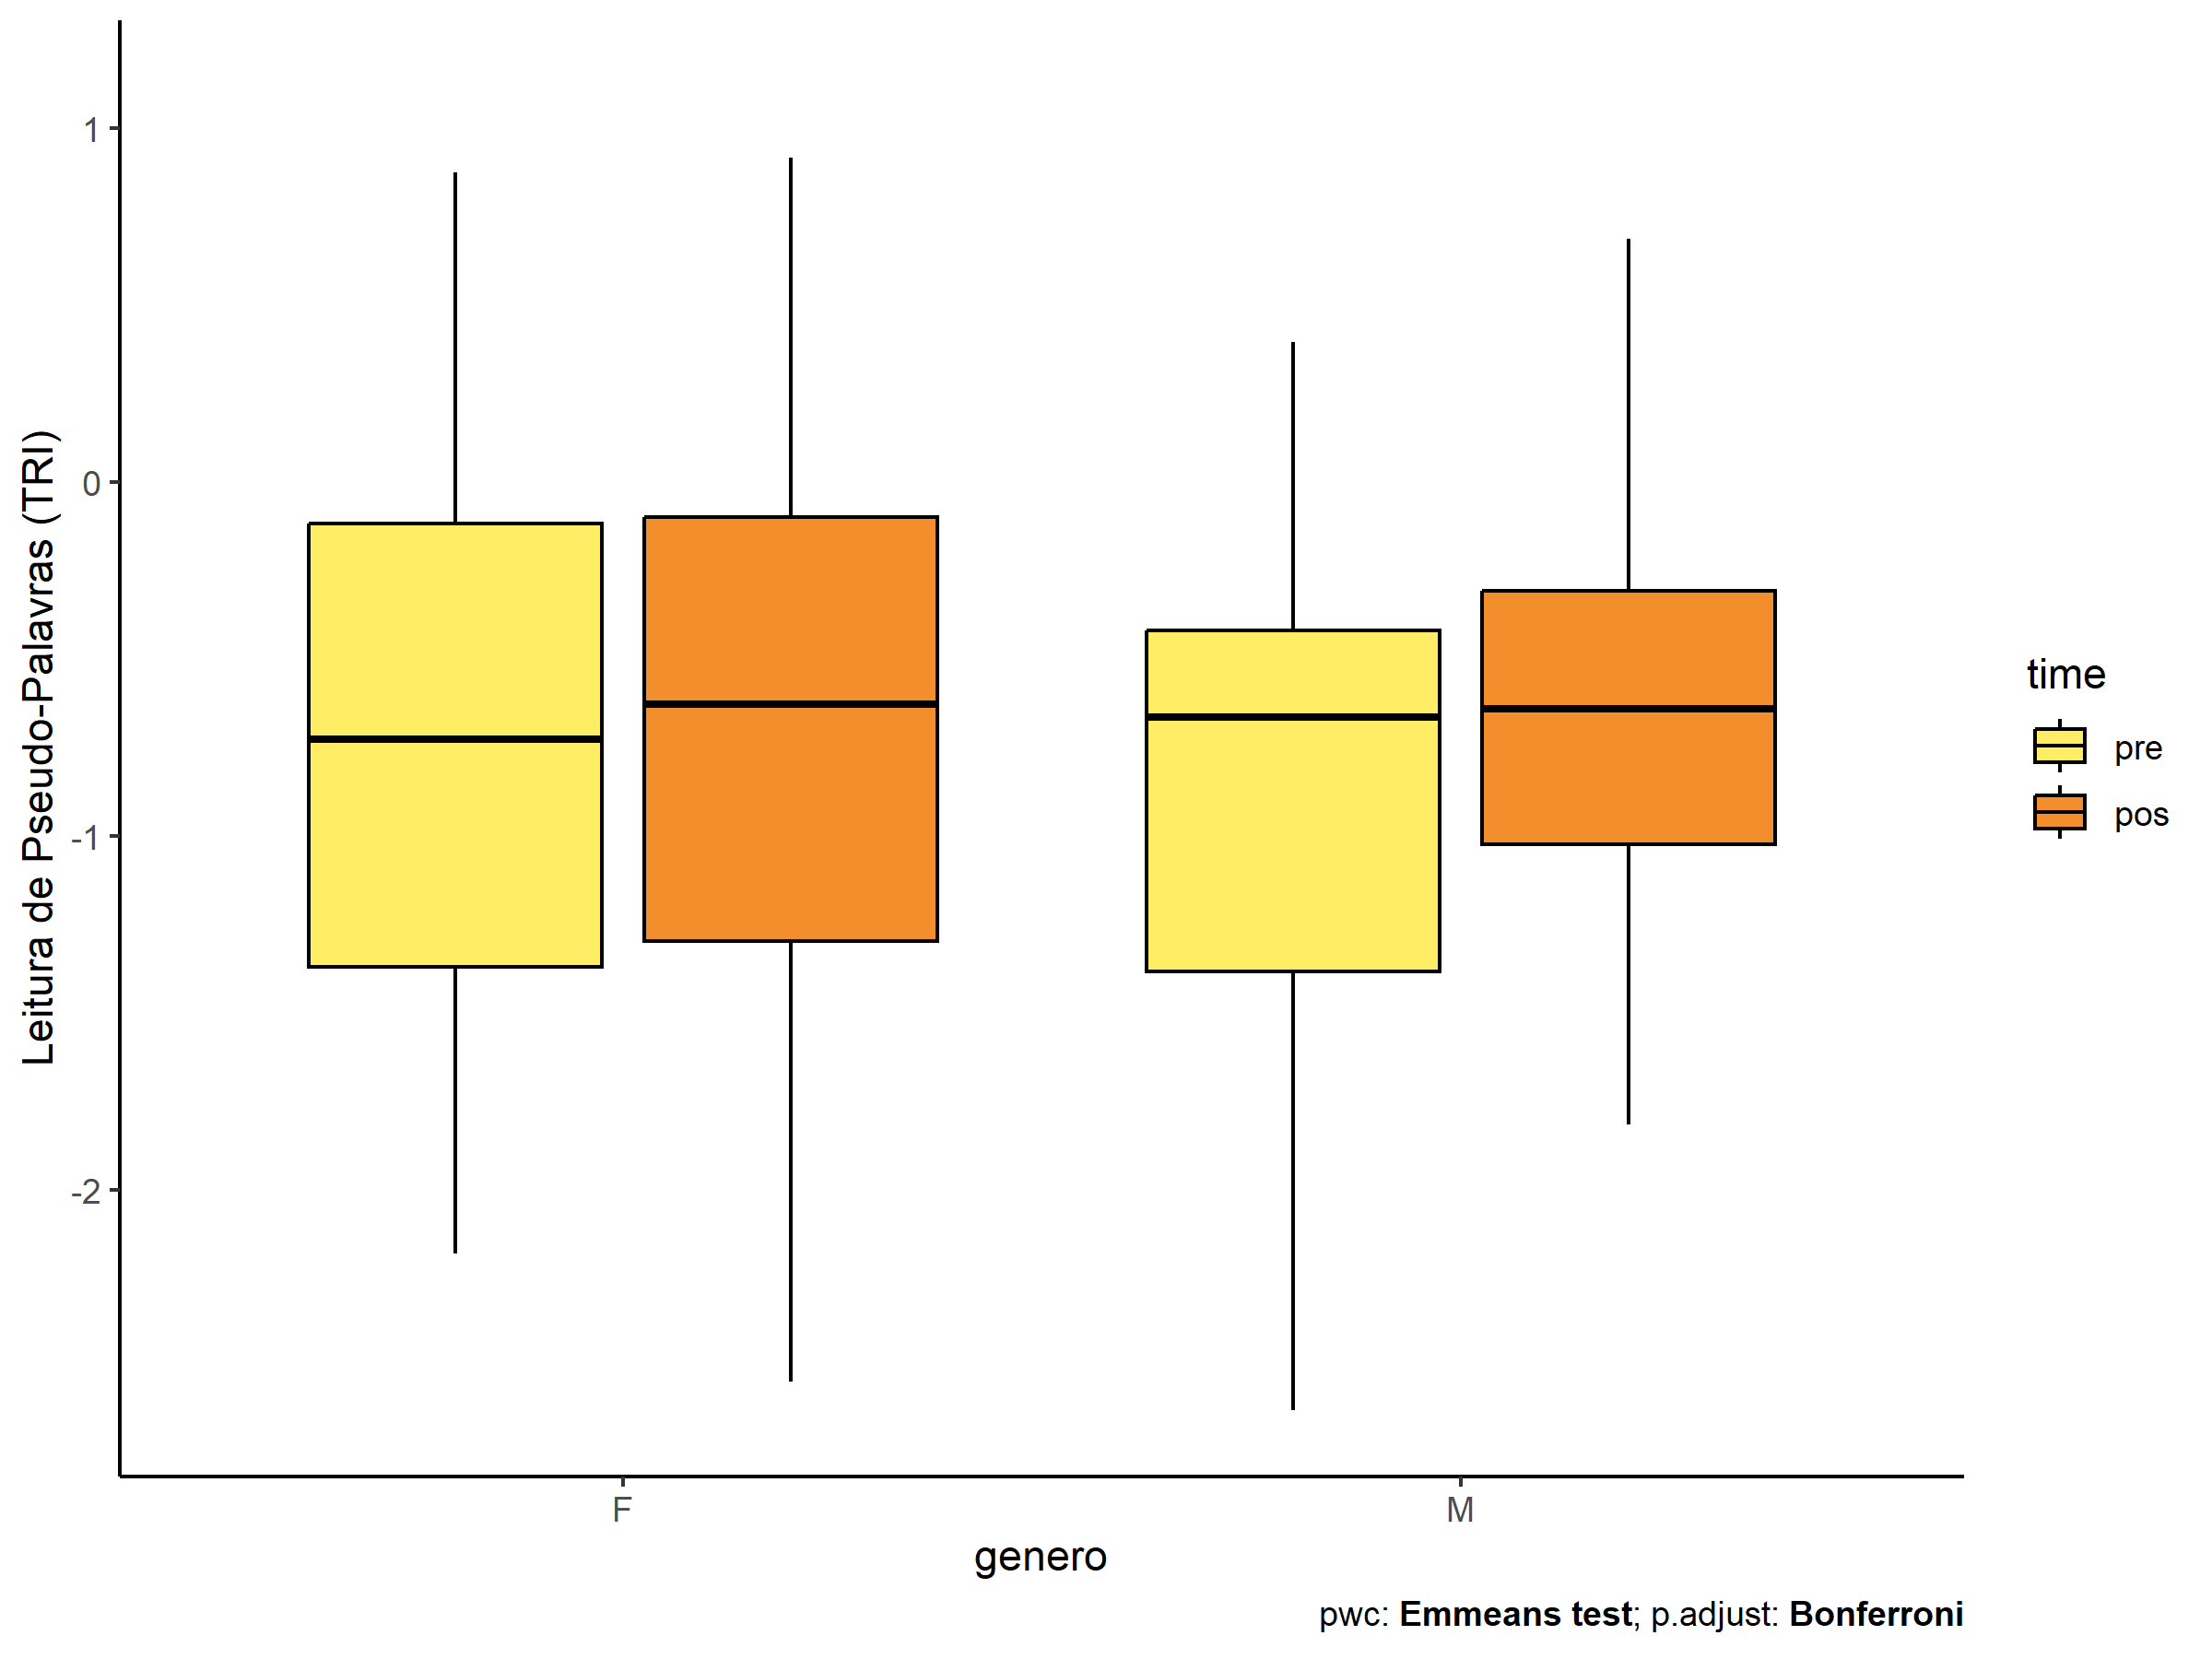 Leitura de Pseudo-Palavras (TRI)
1
0
-1
-2
F
M
genero
time
pre
pos
pwc: Emmeans test; p.adjust: Bonferroni